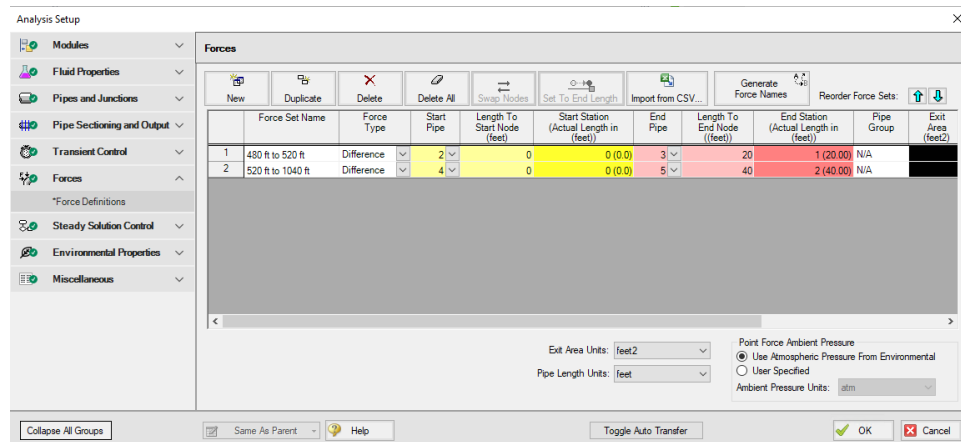 Analysis Setup
Modules
Fluid Properties
Pipes and Junctions
Pipe Sectioning and Output
Transient Control
Forces
*Force Definitions
Steady Solution Control
Environmental Properties
Miscellaneous
Forces
New
Duplicate
Delete
Delete All
Swap Nodes
Set To End Length
Import from CSV...
Generate
Force Names
Reorder Force Sets:
Force Set Name
Force
Type
Start
Pipe
Length To
Start Node
(feet)
Start Station
(Actual Length in
(feet))
End
Pipe
Length To
End Node
((feet))
End Station
(Actual Length in
(feet))
Pipe
Group
Exit
Area
(feet2)
1 480 ft to 520 ft Difference 2 0 0 (0.0) 3 20 1 (20.00) N/A
2 520 ft to 1040 ft Difference 4 0 0 (0.0) 5 40 2 (40.00) N/A
Exit Area Units: feet2
Pipe Length Units: feet
Point Force Ambient Pressure
Use Atmospheric Pressure From Environmental
User Specified
Ambient Pressure Units: atm
Collapse All Groups
Same As Parent
Help
Toggle Auto Transfer
OK
Cancel